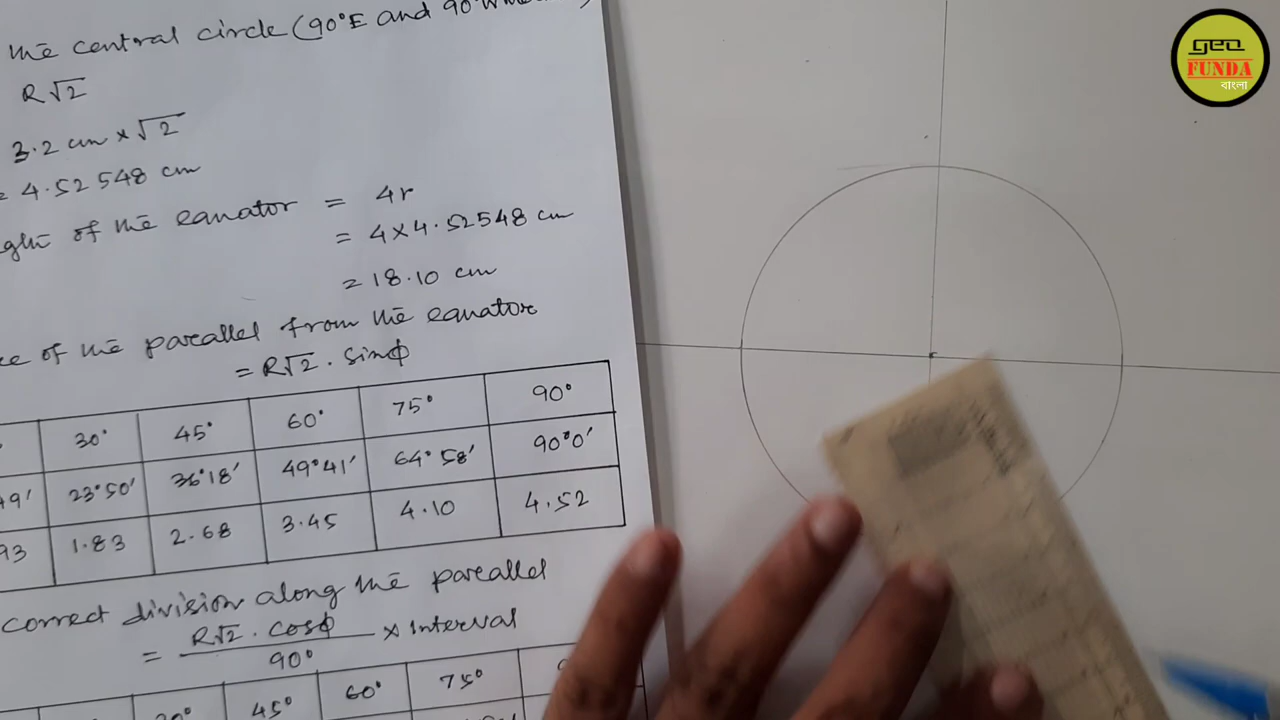 the central circle (90°E and 90°W
R√2
3.2 cm × √2
= 4.52548 cm
of the equator = 4r
= 4×4.52548 cm
= 18.10 cm
of the parallel from the equator
= R√2 . sinϕ
30° 45° 60° 75° 90°
23°50' 36°18' 49°41' 64°58' 90°0'
93 1.83 2.68 3.45 4.10 4.52
correct division along the parallel
= R√2 . cosϕ / 90° × Interval
45° 60° 75°
geo
FUNDA
বাংলা